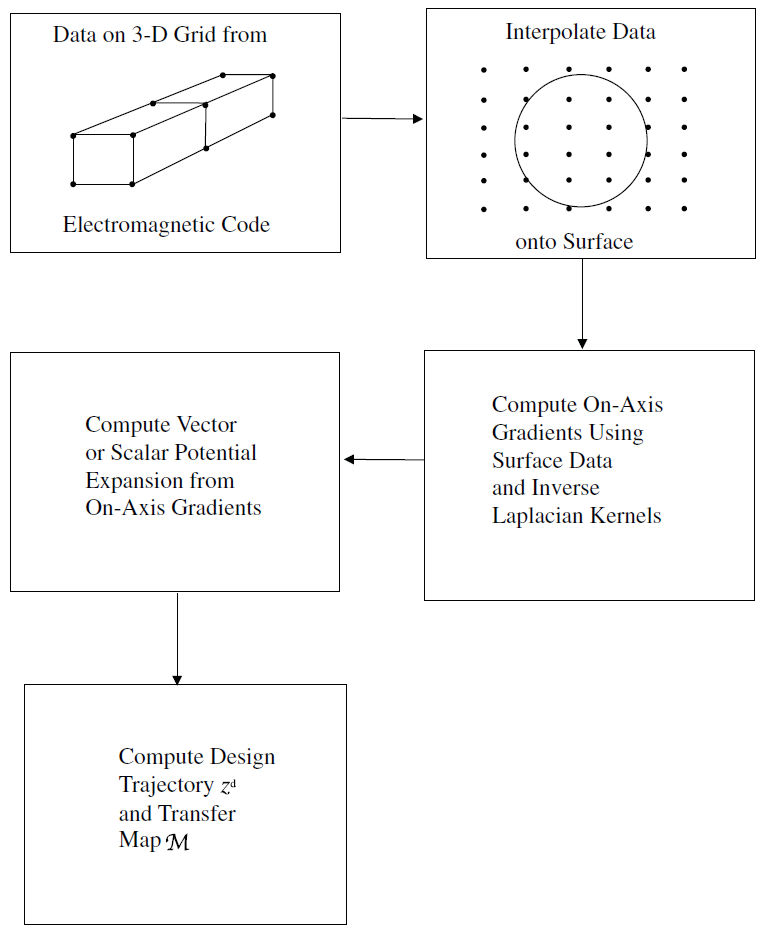 Data on 3-D Grid from
Electromagnetic Code
Interpolate Data
onto Surface
Compute On-Axis
Gradients Using
Surface Data
and Inverse
Laplacian Kernels
Compute Vector
or Scalar Potential
Expansion from
On-Axis Gradients
Compute Design
Trajectory zᵈ
and Transfer
Map ℳ